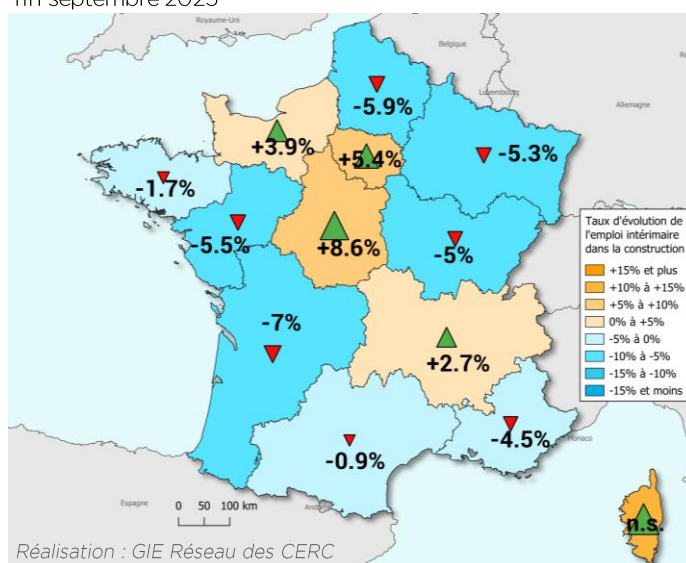 fin septembre 2025
Royaume-Uni
Belgique
Luxembourg
Allemagne
-5.9%
+3.9%
+5.4%
-5.3%
-1.7%
-5.5%
+8.6%
-5%
-7%
+2.7%
-0.9%
-4.5%
Monaco
Taux d'évolution de
l'emploi intérimaire
dans la construction
+15% et plus
+10% à +15%
+5% à +10%
0% à +5%
-5% à 0%
-10% à -5%
-15% à -10%
-15% et moins
Espagne
0 50 100 km
n.s.
Réalisation : GIE Réseau des CERC